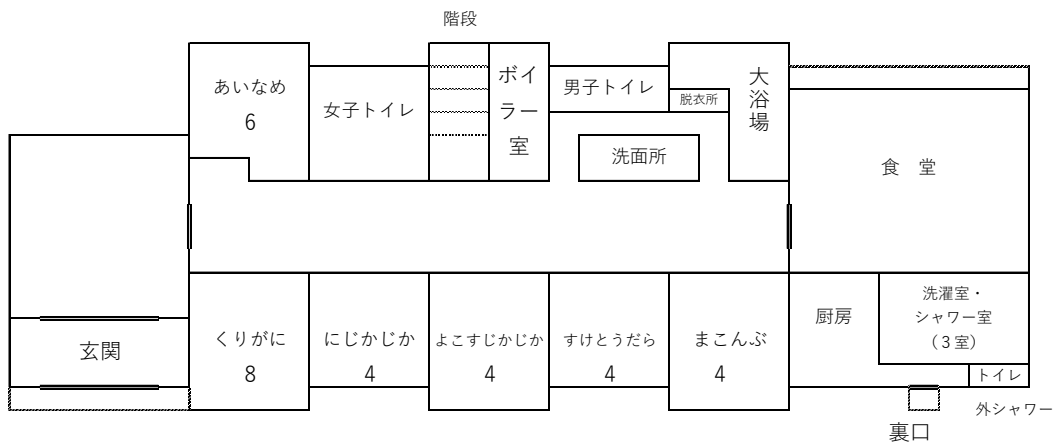 階段
あいなめ
6
女子トイレ
ボイ
ラー
室
男子トイレ
脱衣所
大浴場
洗面所
食 堂
玄関
くりがに
8
にじかじか
4
よこすじかじか
4
すけとうだら
4
まこんぶ
4
厨房
洗濯室・
シャワー室
(3室)
トイレ
外シャワー
裏口